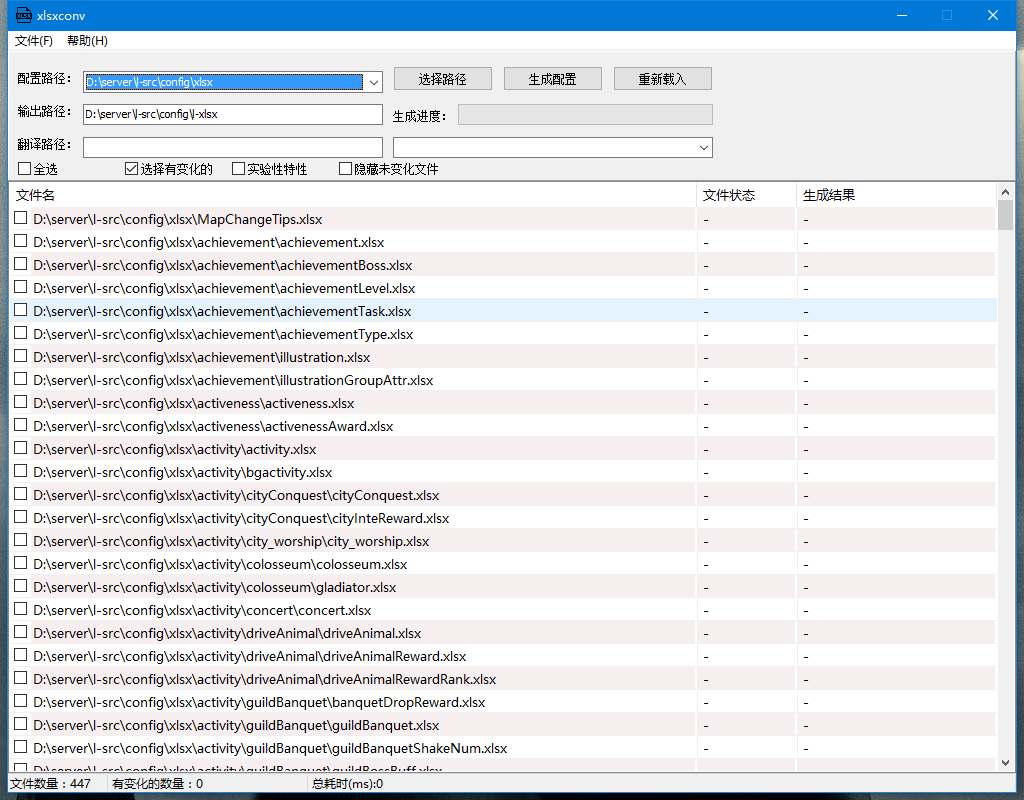 XLSX xlsxconv
文件(F) 帮助(H)
配置路径: D:\server\l-src\config\xlsx 选择路径 生成配置 重新载入
输出路径: D:\server\l-src\config\l-xlsx 生成进度:
翻译路径:
全选 选择有变化的 实验性特性 隐藏未变化文件
文件名 文件状态 生成结果
D:\server\l-src\config\xlsx\MapChangeTips.xlsx - -
D:\server\l-src\config\xlsx\achievement\achievement.xlsx - -
D:\server\l-src\config\xlsx\achievement\achievementBoss.xlsx - -
D:\server\l-src\config\xlsx\achievement\achievementLevel.xlsx - -
D:\server\l-src\config\xlsx\achievement\achievementTask.xlsx - -
D:\server\l-src\config\xlsx\achievement\achievementType.xlsx - -
D:\server\l-src\config\xlsx\achievement\illustration.xlsx - -
D:\server\l-src\config\xlsx\achievement\illustrationGroupAttr.xlsx - -
D:\server\l-src\config\xlsx\activeness\activeness.xlsx - -
D:\server\l-src\config\xlsx\activeness\activenessAward.xlsx - -
D:\server\l-src\config\xlsx\activity\activity.xlsx - -
D:\server\l-src\config\xlsx\activity\bgactivity.xlsx - -
D:\server\l-src\config\xlsx\activity\cityConquest\cityConquest.xlsx - -
D:\server\l-src\config\xlsx\activity\cityConquest\cityInteReward.xlsx - -
D:\server\l-src\config\xlsx\activity\city_worship\city_worship.xlsx - -
D:\server\l-src\config\xlsx\activity\colosseum\colosseum.xlsx - -
D:\server\l-src\config\xlsx\activity\colosseum\gladiator.xlsx - -
D:\server\l-src\config\xlsx\activity\concert\concert.xlsx - -
D:\server\l-src\config\xlsx\activity\driveAnimal\driveAnimal.xlsx - -
D:\server\l-src\config\xlsx\activity\driveAnimal\driveAnimalReward.xlsx - -
D:\server\l-src\config\xlsx\activity\driveAnimal\driveAnimalRewardRank.xlsx - -
D:\server\l-src\config\xlsx\activity\guildBanquet\banquetDropReward.xlsx - -
D:\server\l-src\config\xlsx\activity\guildBanquet\guildBanquet.xlsx - -
D:\server\l-src\config\xlsx\activity\guildBanquet\guildBanquetShakeNum.xlsx - -
D:\server\l-src\config\xlsx\activity\guildBanquet\guildBossBuff.xlsx
文件数量：447 有变化的数量：0 总耗时(ms):0